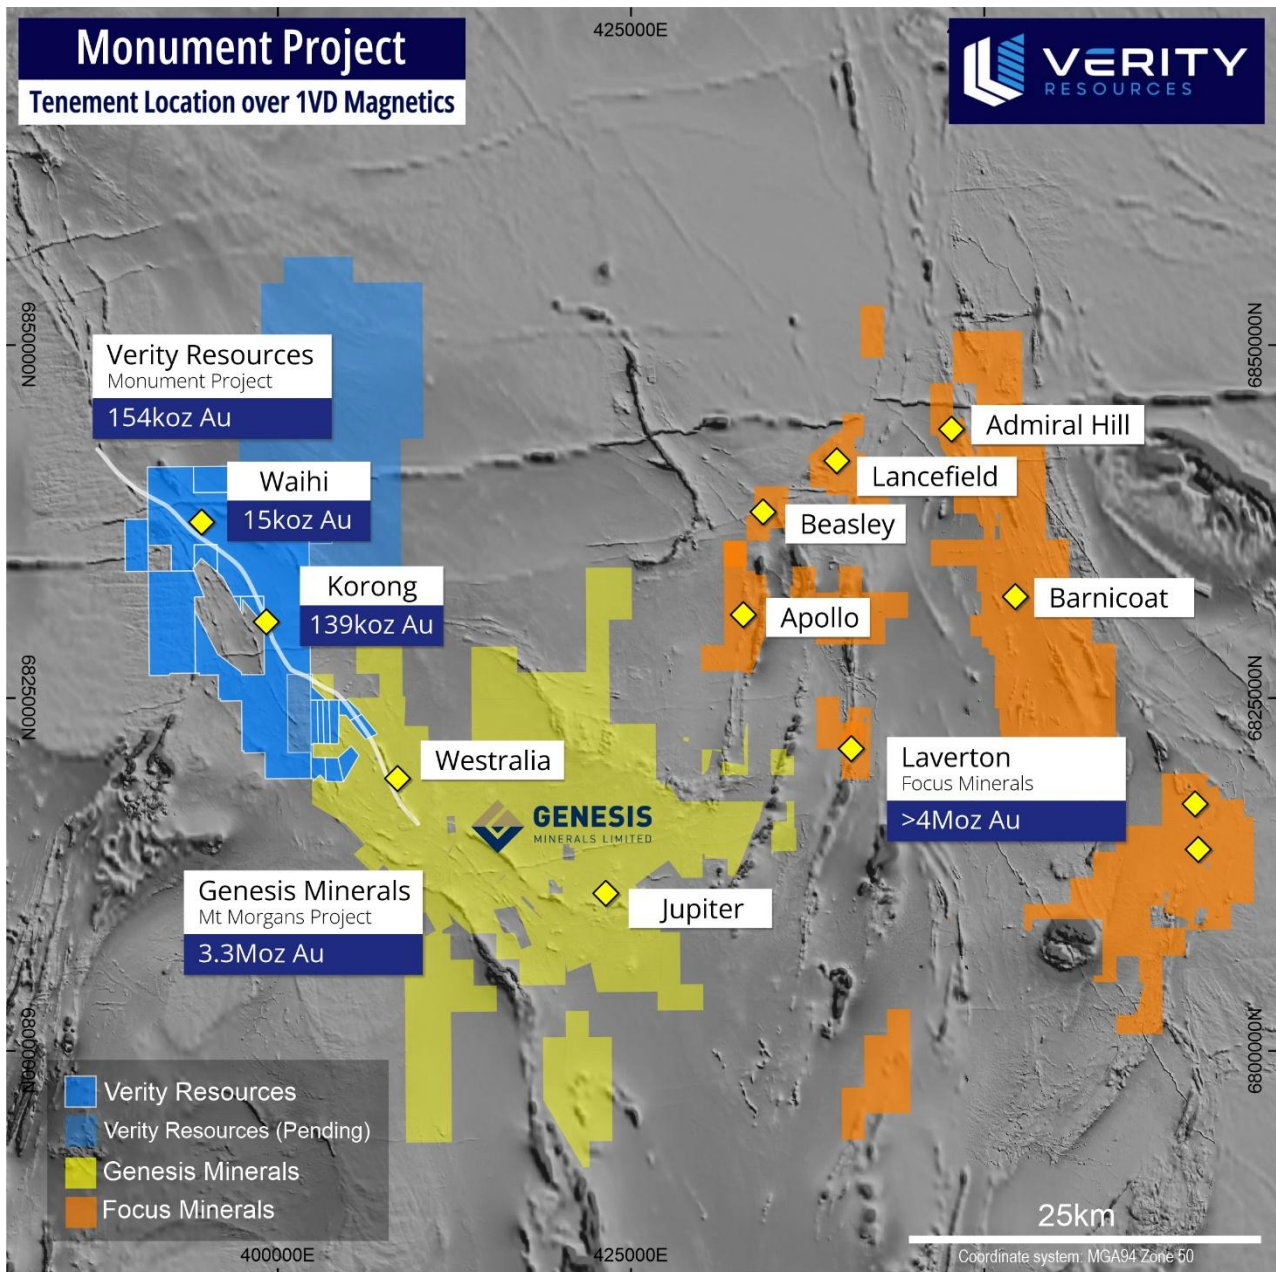 Monument Project
Tenement Location over 1VD Magnetics
425000E
VERITY
RESOURCES
6850000N
6850000N
Verity Resources
Monument Project
154koz Au
Admiral Hill
Waihi
15koz Au
Lancefield
Beasley
Korong
139koz Au
Apollo
Barnicoat
6825000N
6825000N
Westralia
Laverton
Focus Minerals
>4Moz Au
GENESIS
MINERALS LIMITED
Genesis Minerals
Mt Morgans Project
3.3Moz Au
Jupiter
6800000N
6800000N
Verity Resources
Verity Resources (Pending)
Genesis Minerals
Focus Minerals
25km
400000E
425000E
Coordinate system: MGA94 Zone 50